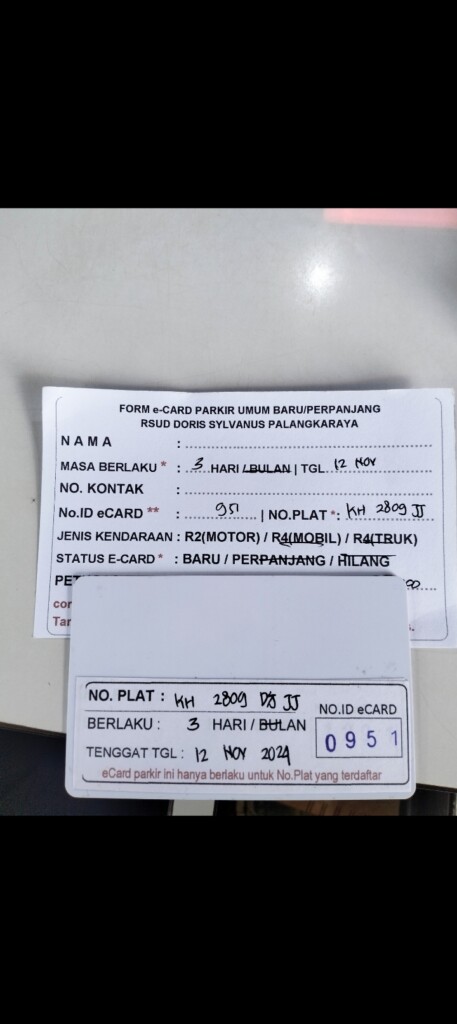 FORM e-CARD PARKIR UMUM BARU/PERPANJANG
RSUD DORIS SYLVANUS PALANGKARAYA
NAMA :
MASA BERLAKU * : 3 HARI / BULAN | TGL 12 NOV
NO. KONTAK :
No.ID eCARD ** : 951 | NO.PLAT *: KH 2809 JJ
JENIS KENDARAAN : R2(MOTOR) / R4(MOBIL) / R4(TRUK)
STATUS E-CARD * : BARU / PERPANJANG / HILANG
NO. PLAT : KH 2809 JJ
BERLAKU : 3 HARI / BULAN
NO.ID eCARD
0951
TENGGAT TGL : 12 NOV 2024
eCard parkir ini hanya berlaku untuk No.Plat yang terdaftar